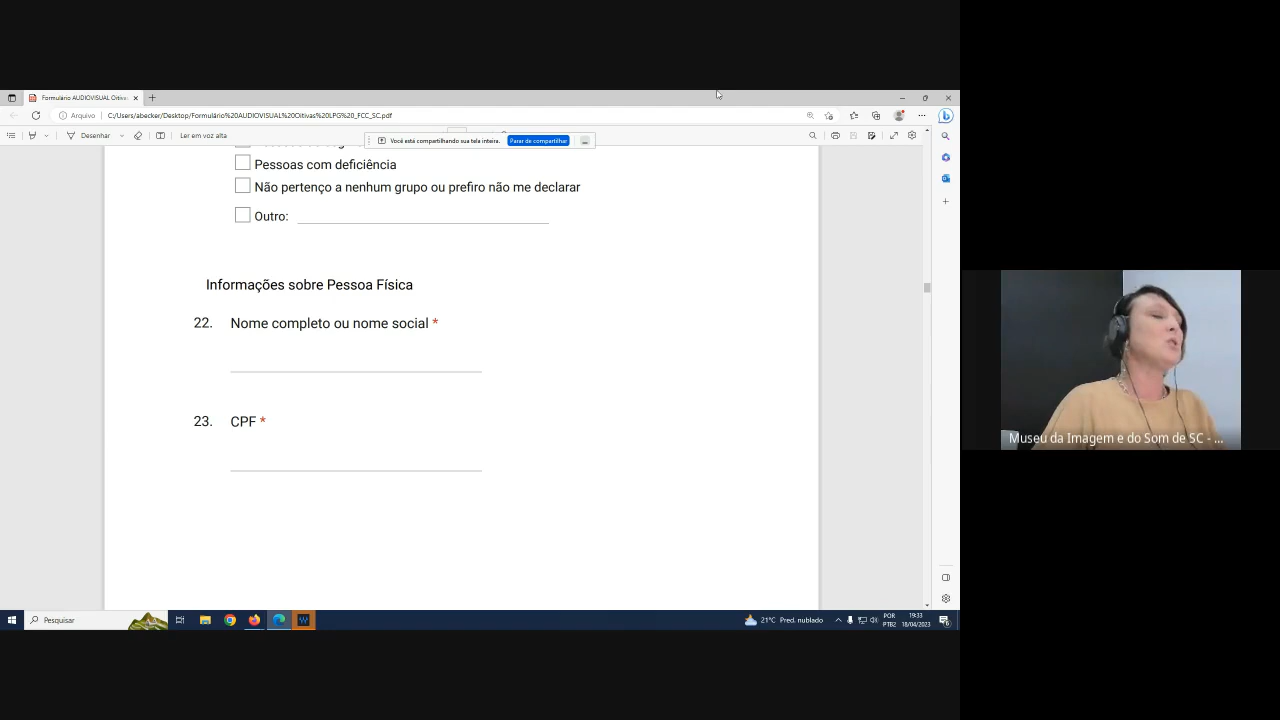 Formulário AUDIOVISUAL Oitiva
Arquivo
C:/Users/abecker/Desktop/Formulário%20AUDIOVISUAL%20Oitivas%20LPG%20_FCC_SC.pdf
Desenhar
Ler em voz alta
Você está compartilhando sua tela inteira.
Parar de compartilhar
Pessoas com deficiência
Não pertenço a nenhum grupo ou prefiro não me declarar
Outro:
Informações sobre Pessoa Física
22. Nome completo ou nome social *
23. CPF *
Museu da Imagem e do Som de SC - ...
Pesquisar
21°C Pred. nublado
POR
PTB2
19:33
18/04/2023